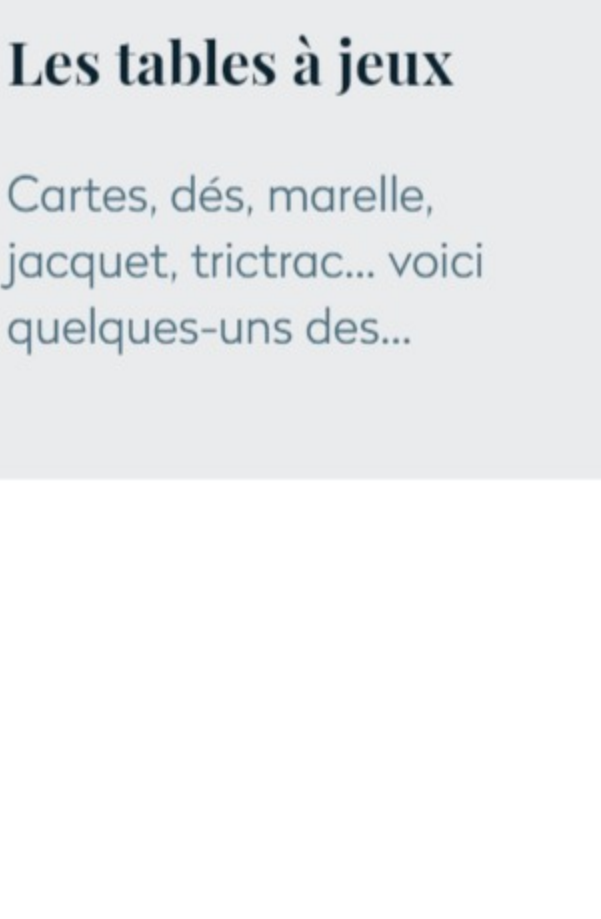 Les tables à jeux
Cartes, dés, marelle,
jacquet, trictrac... voici
quelques-uns des...